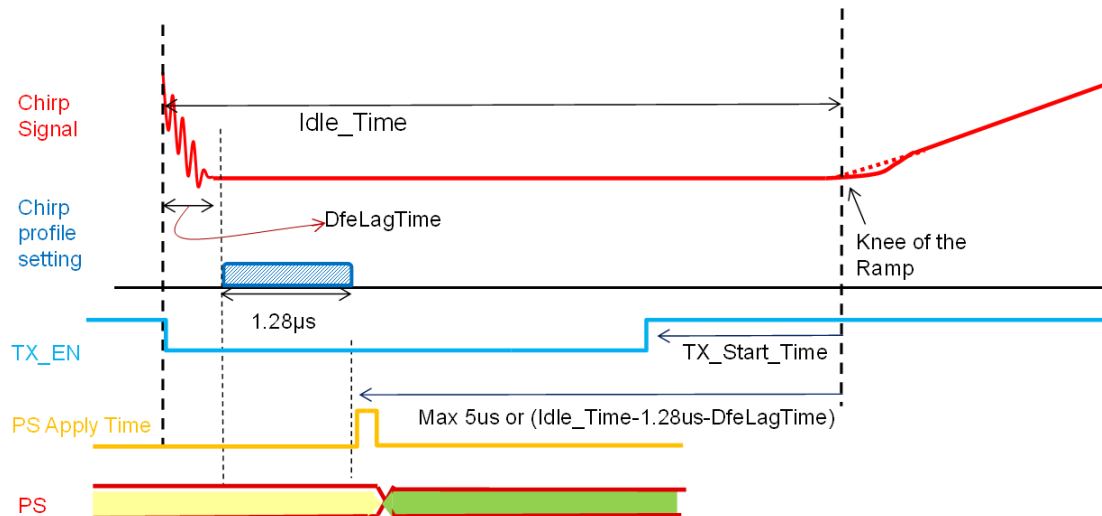 Chirp
Signal
Idle_Time
Chirp
profile
setting
DfeLagTime
Knee of the
Ramp
1.28µs
TX_EN
TX_Start_Time
PS Apply Time
Max 5us or (Idle_Time-1.28us-DfeLagTime)
PS